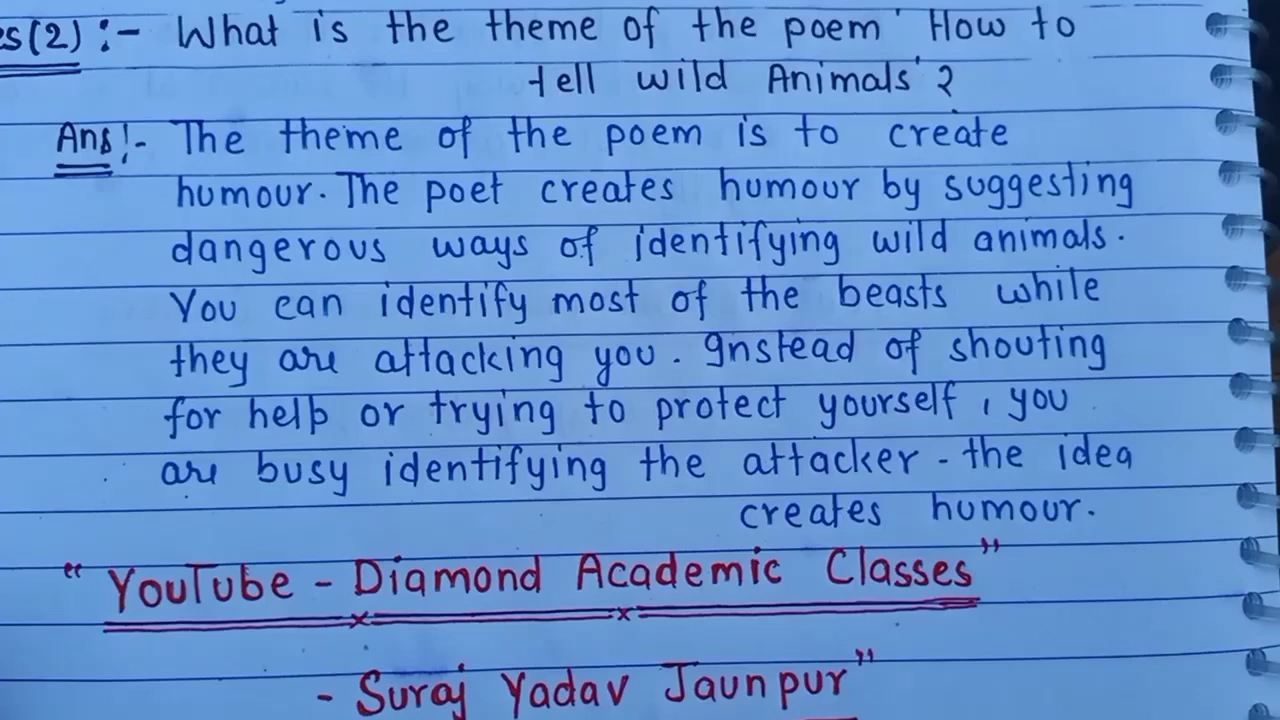 es(2) :- What is the theme of the poem 'How to
tell wild Animals'?
Ans!- The theme of the poem is to create
humour. The poet creates humour by suggesting
dangerous ways of identifying wild animals.
You can identify most of the beasts while
they are attacking you. Instead of shouting
for help or trying to protect yourself, you
are busy identifying the attacker - the idea
creates humour.
"YouTube - Diamond Academic Classes"
- Suraj Yadav Jaunpur"